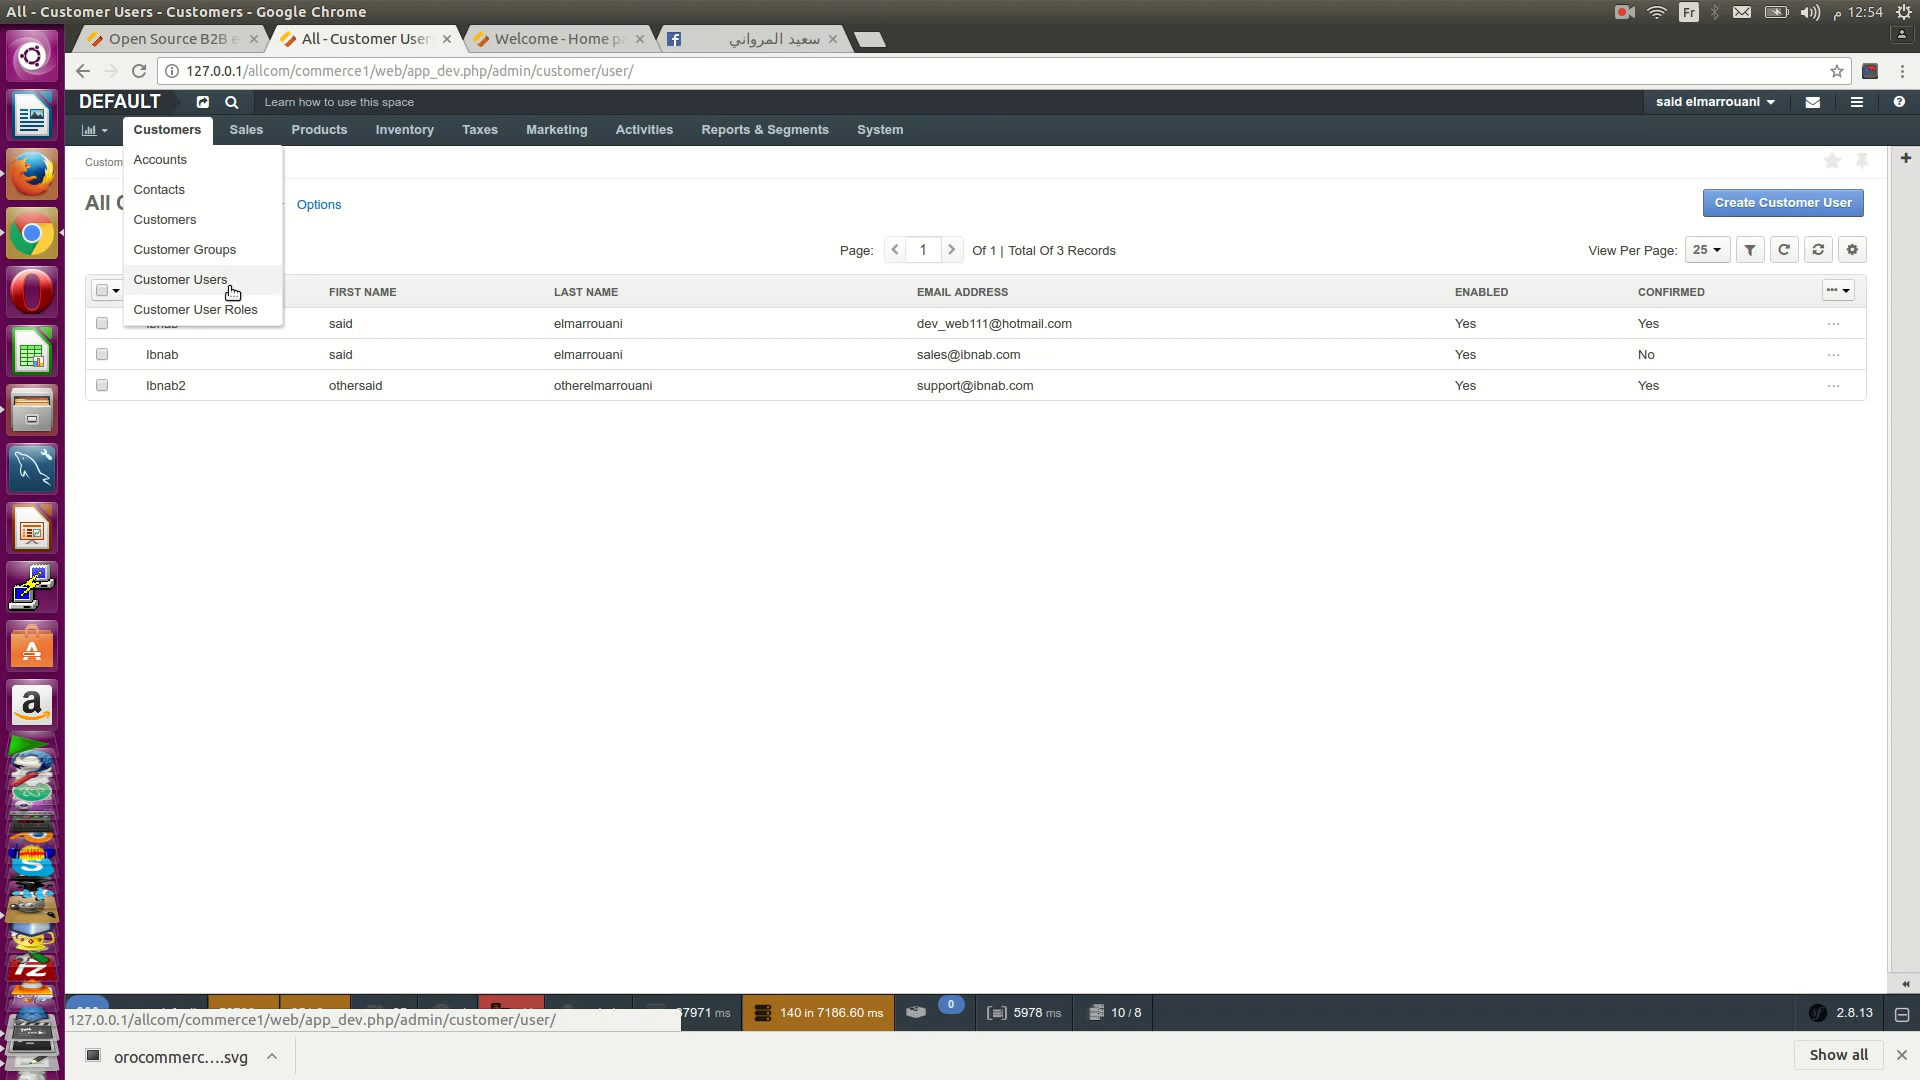 All - Customer Users - Customers - Google Chrome
Fr
12:54 م
Open Source B2B e
All - Customer User
Welcome - Home pa
سعيد المرواني
127.0.0.1/allcom/commerce1/web/app_dev.php/admin/customer/user/
DEFAULT
Learn how to use this space
said elmarrouani
Customers
Sales
Products
Inventory
Taxes
Marketing
Activities
Reports & Segments
System
Custom
Accounts
Contacts
Customers
Customer Groups
Customer Users
Customer User Roles
All
Options
Create Customer User
Page: 1 Of 1 | Total Of 3 Records
View Per Page: 25
FIRST NAME LAST NAME EMAIL ADDRESS ENABLED CONFIRMED
Ibnab said elmarrouani dev_web111@hotmail.com Yes Yes
Ibnab said elmarrouani sales@ibnab.com Yes No
Ibnab2 othersaid otherelmarrouani support@ibnab.com Yes Yes
67971 ms
140 in 7186.60 ms
0
5978 ms
10 / 8
2.8.13
127.0.0.1/allcom/commerce1/web/app_dev.php/admin/customer/user/
orocommerc....svg
Show all